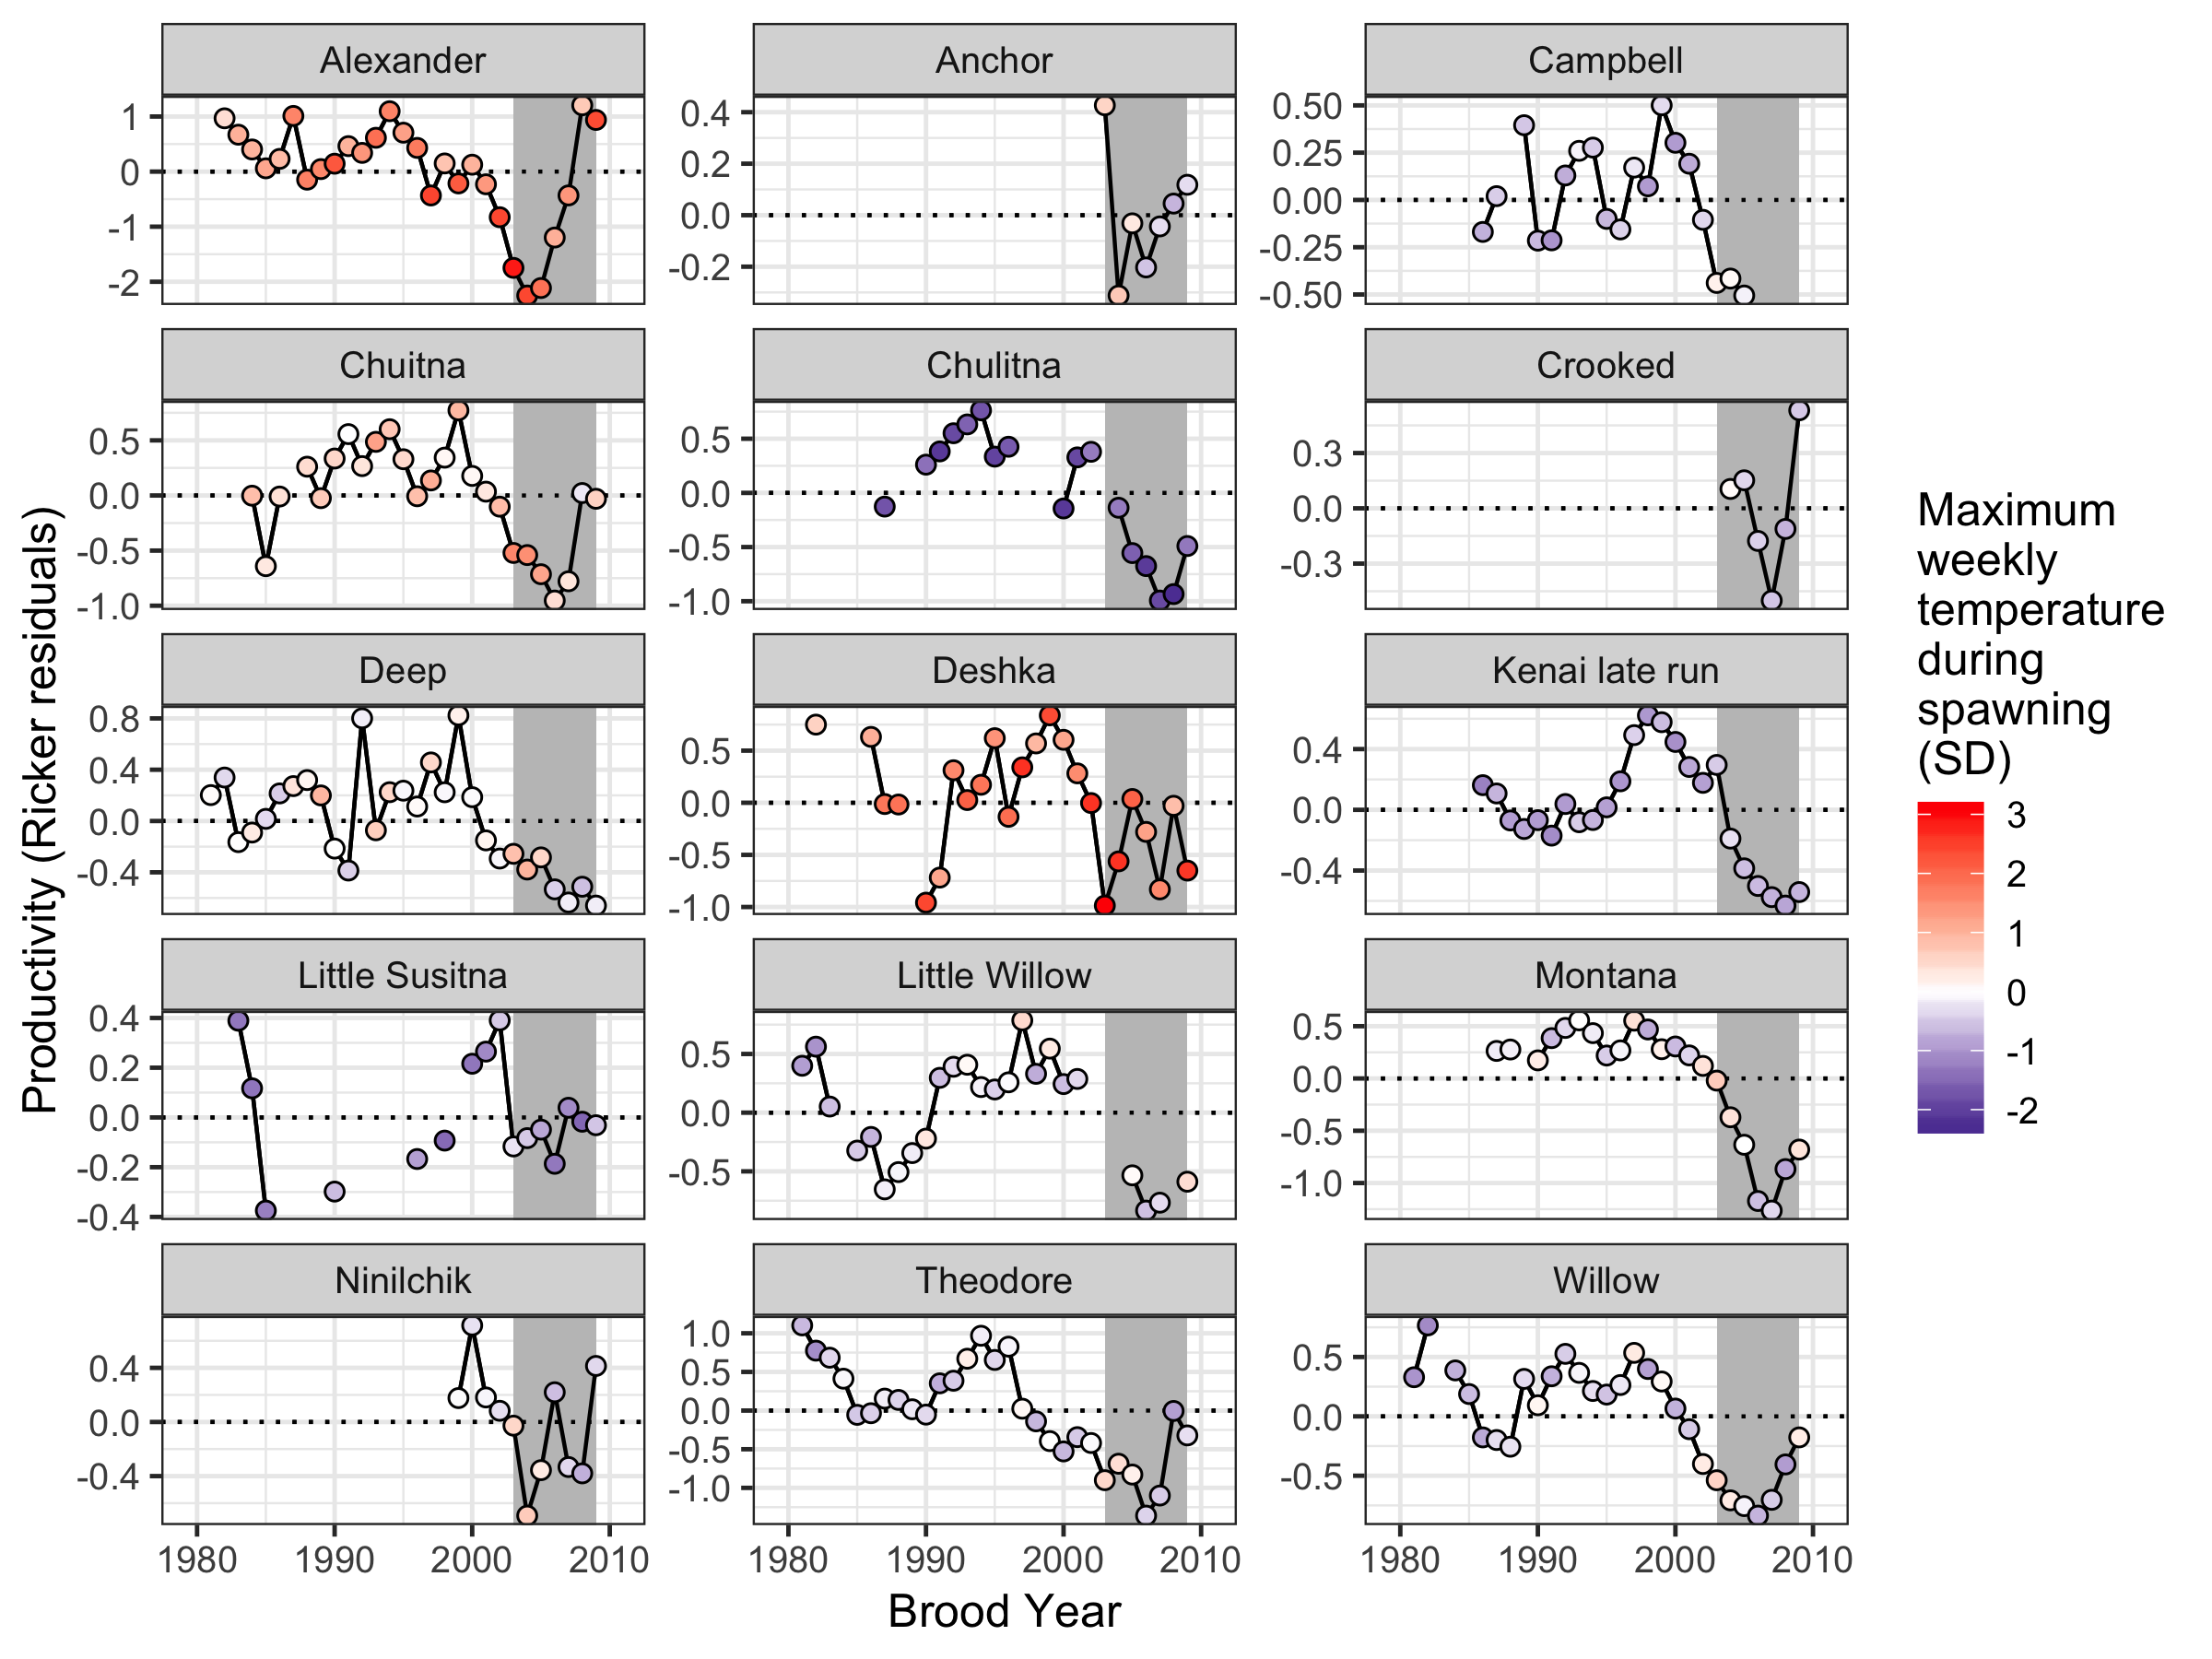 Alexander
Anchor
Campbell
1
0
-1
-2
0.4
0.2
0.0
-0.2
0.50
0.25
0.00
-0.25
-0.50
Chuitna
Chulitna
Crooked
0.5
0.0
-0.5
-1.0
0.5
0.0
-0.5
-1.0
0.3
0.0
-0.3
Deep
Deshka
Kenai late run
0.8
0.4
0.0
-0.4
0.5
0.0
-0.5
-1.0
0.4
0.0
-0.4
Little Susitna
Little Willow
Montana
0.4
0.2
0.0
-0.2
-0.4
0.5
0.0
-0.5
0.5
0.0
-0.5
-1.0
Ninilchik
Theodore
Willow
0.4
0.0
-0.4
1.0
0.5
0.0
-0.5
-1.0
0.5
0.0
-0.5
1980 1990 2000 2010
1980 1990 2000 2010
1980 1990 2000 2010
Brood Year
Productivity (Ricker residuals)
Maximum
weekly
temperature
during
spawning
(SD)
3
2
1
0
-1
-2